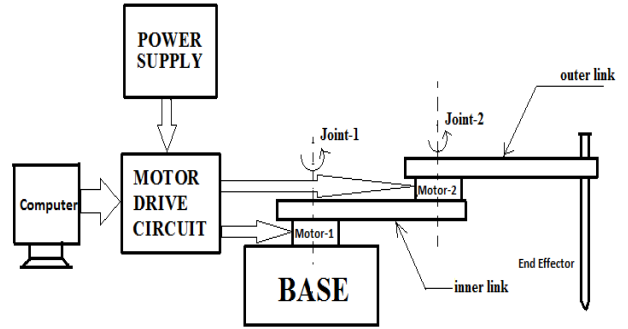 POWER
SUPPLY
outer link
Joint-1
Joint-2
Computer
MOTOR
DRIVE
CIRCUIT
Motor-2
Motor-1
End Effector
BASE
inner link